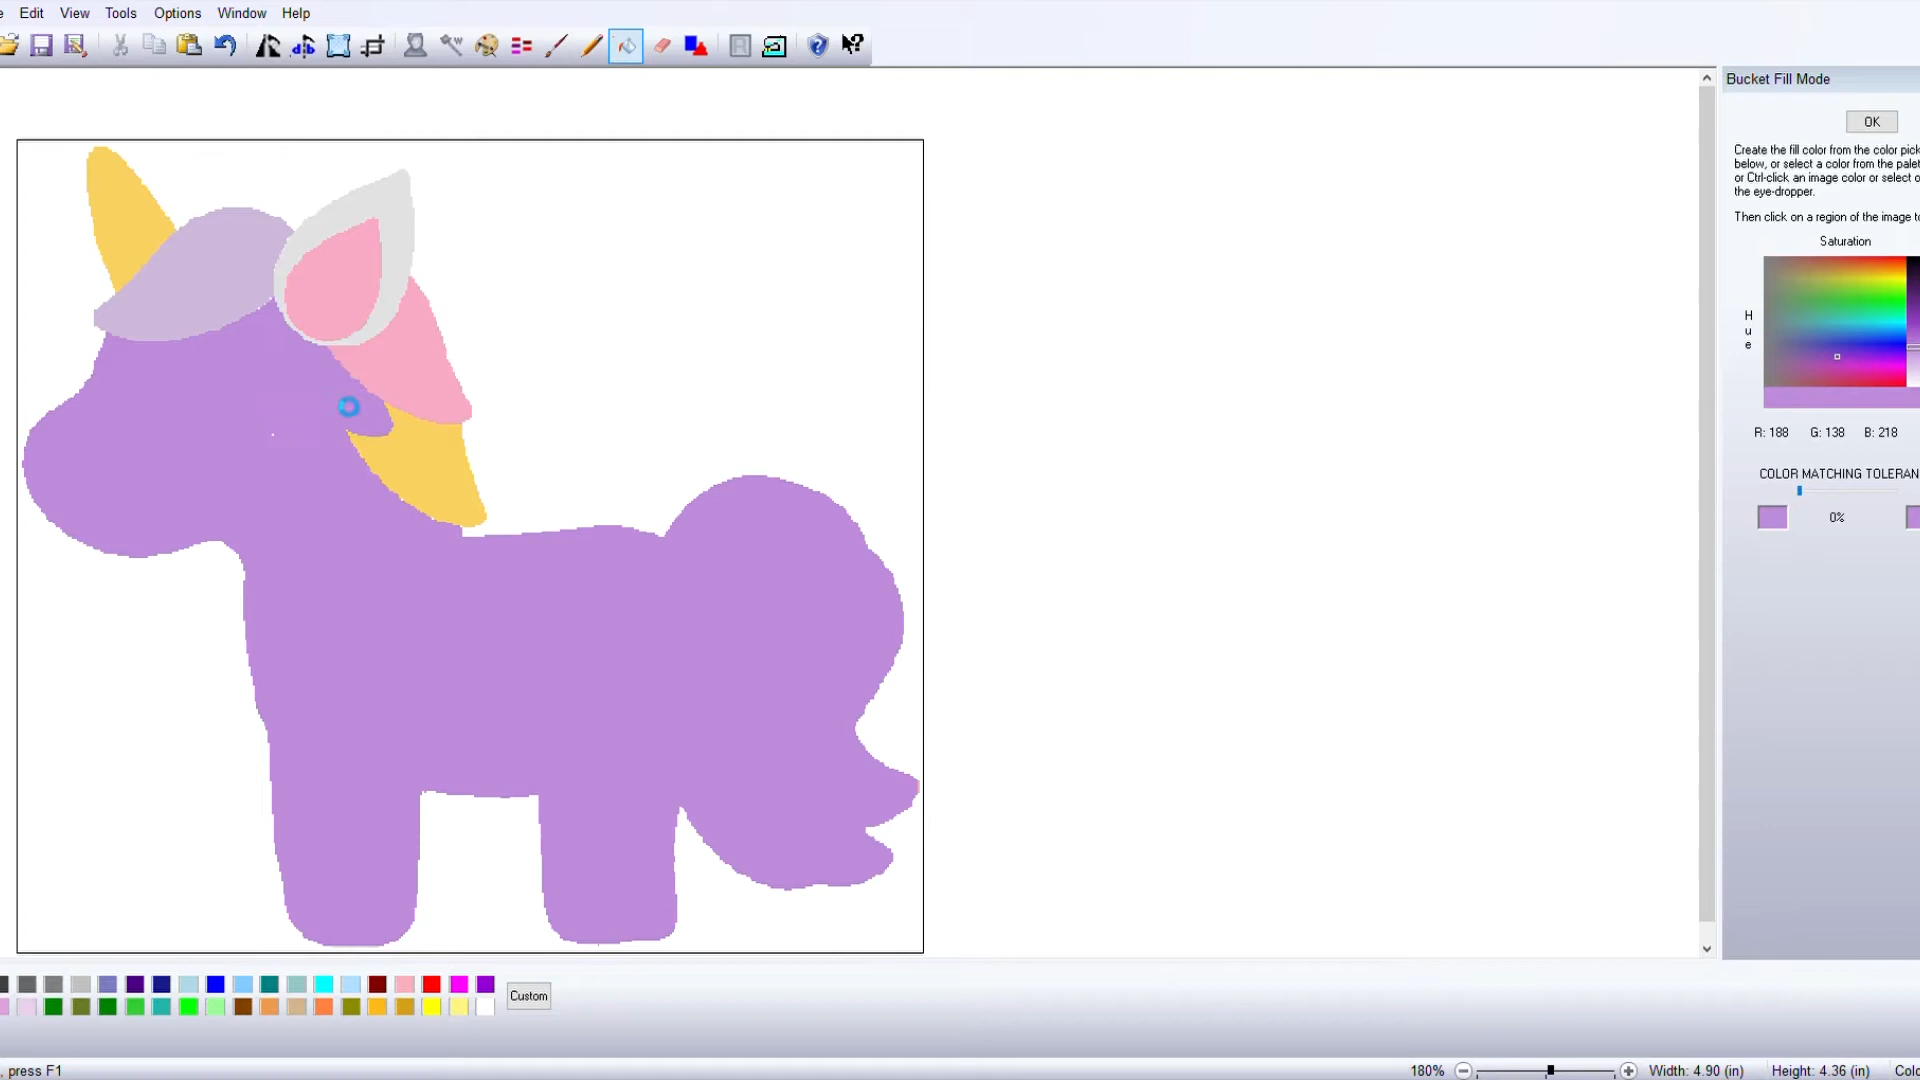 Edit View Tools Options Window Help
Bucket Fill Mode
OK
Create the fill color from the color pick
below, or select a color from the palet
or Ctrl-click an image color or select o
the eye-dropper.
Then click on a region of the image to
Saturation
H
u
e
R: 188 G: 138 B: 218
COLOR MATCHING TOLERAN
0%
Custom
, press F1
180%
Width: 4.90 (in) Height: 4.36 (in) Colo